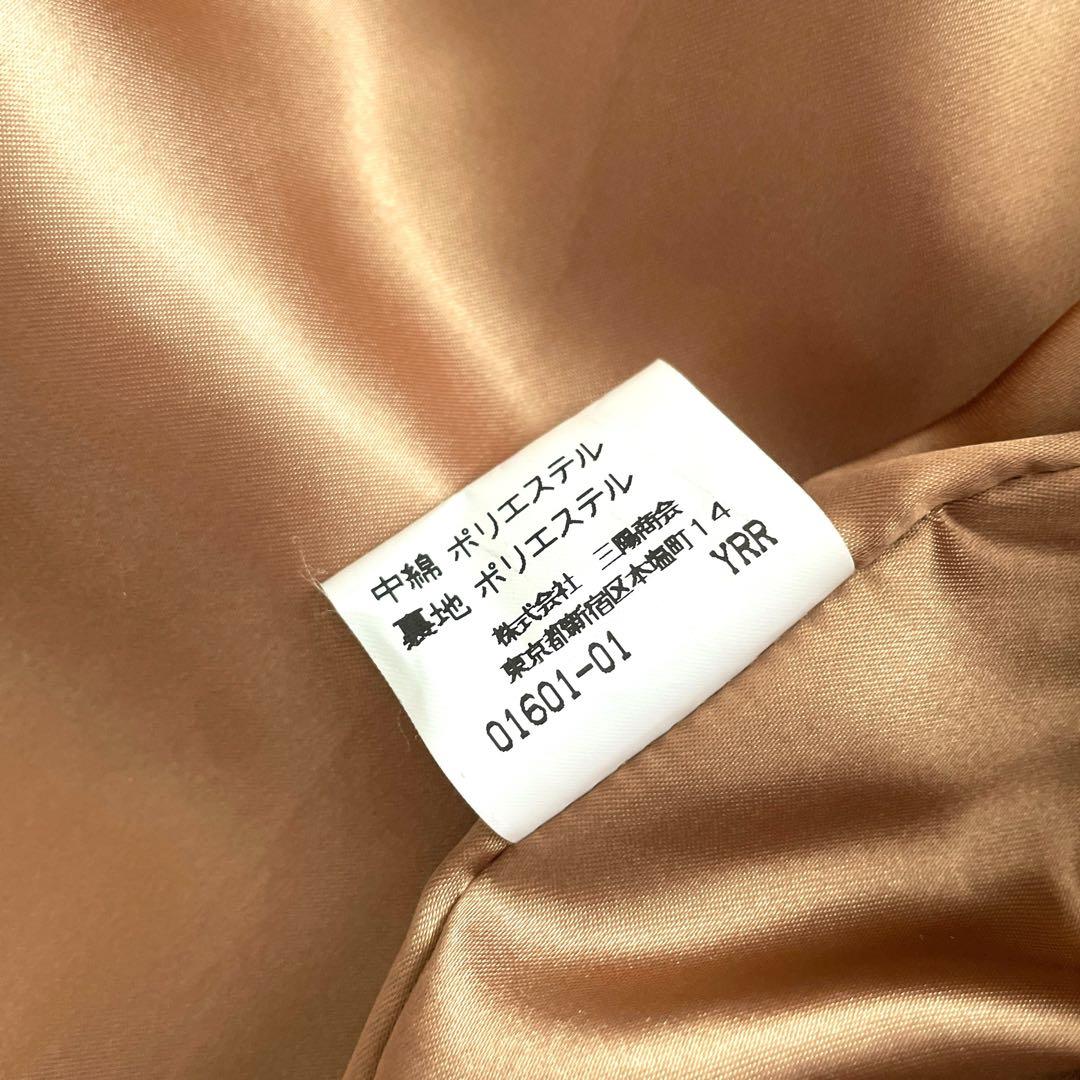 中綿 ポリエステル
裏地 ポリエステル
株式会社 三陽商会
東京都新宿区本塩町14
YRR
01601-01